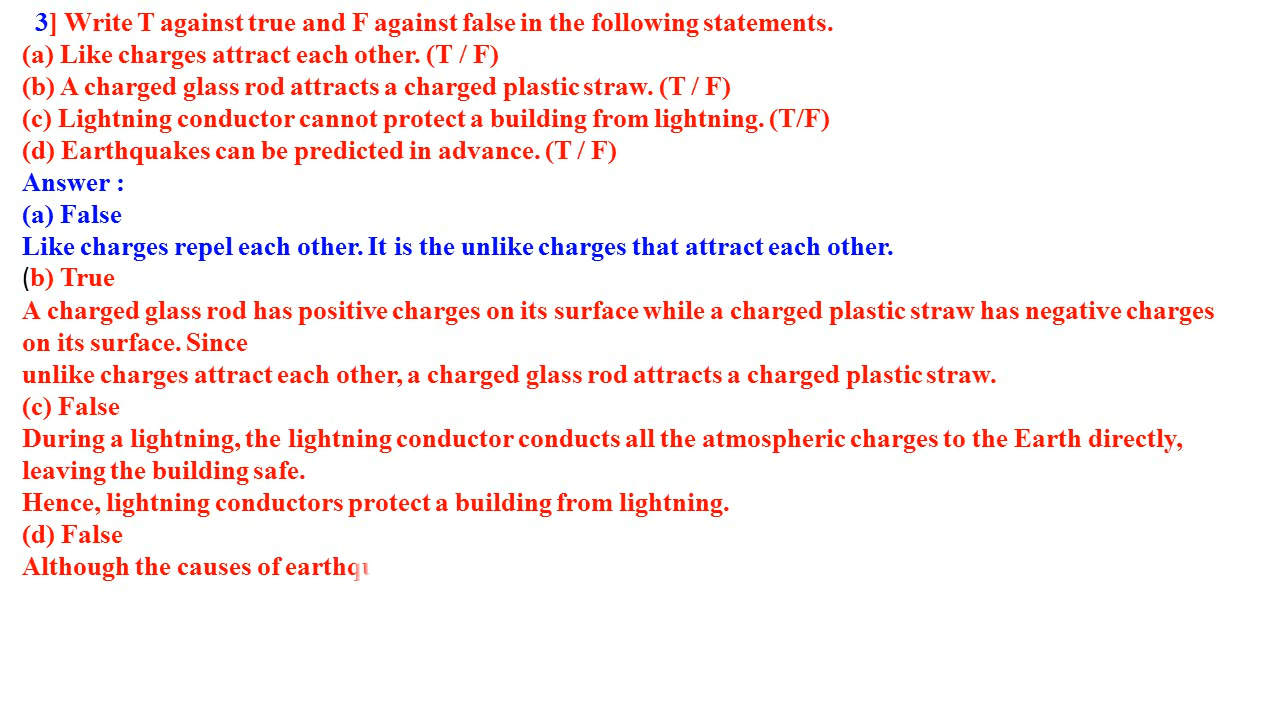 3] Write T against true and F against false in the following statements.
(a) Like charges attract each other. (T / F)
(b) A charged glass rod attracts a charged plastic straw. (T / F)
(c) Lightning conductor cannot protect a building from lightning. (T/F)
(d) Earthquakes can be predicted in advance. (T / F)
Answer :
(a) False
Like charges repel each other. It is the unlike charges that attract each other.
(b) True
A charged glass rod has positive charges on its surface while a charged plastic straw has negative charges
on its surface. Since
unlike charges attract each other, a charged glass rod attracts a charged plastic straw.
(c) False
During a lightning, the lightning conductor conducts all the atmospheric charges to the Earth directly,
leaving the building safe.
Hence, lightning conductors protect a building from lightning.
(d) False
Although the causes of